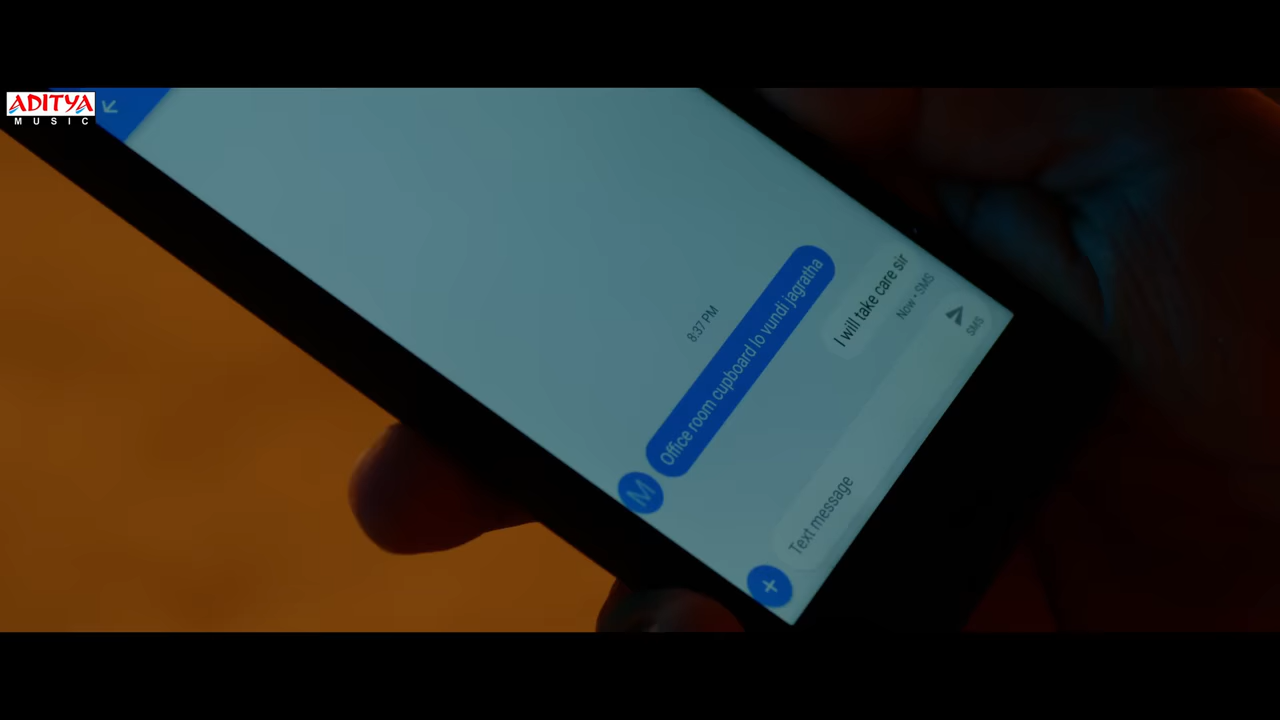 ADITYA
MUSIC
8:37 PM
M
Office room cupboard lo vundi jagratha
I will take care sir
Now • SMS
Text message
SMS